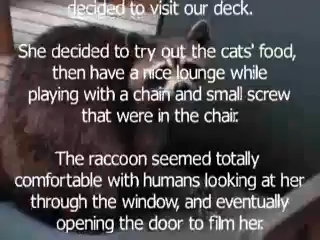 decided to visit our deck.
She decided to try out the cats' food,
then have a nice lounge while
playing with a chain and small screw
that were in the chair.
The raccoon seemed totally
comfortable with humans looking at her
through the window, and eventually
opening the door to film her.